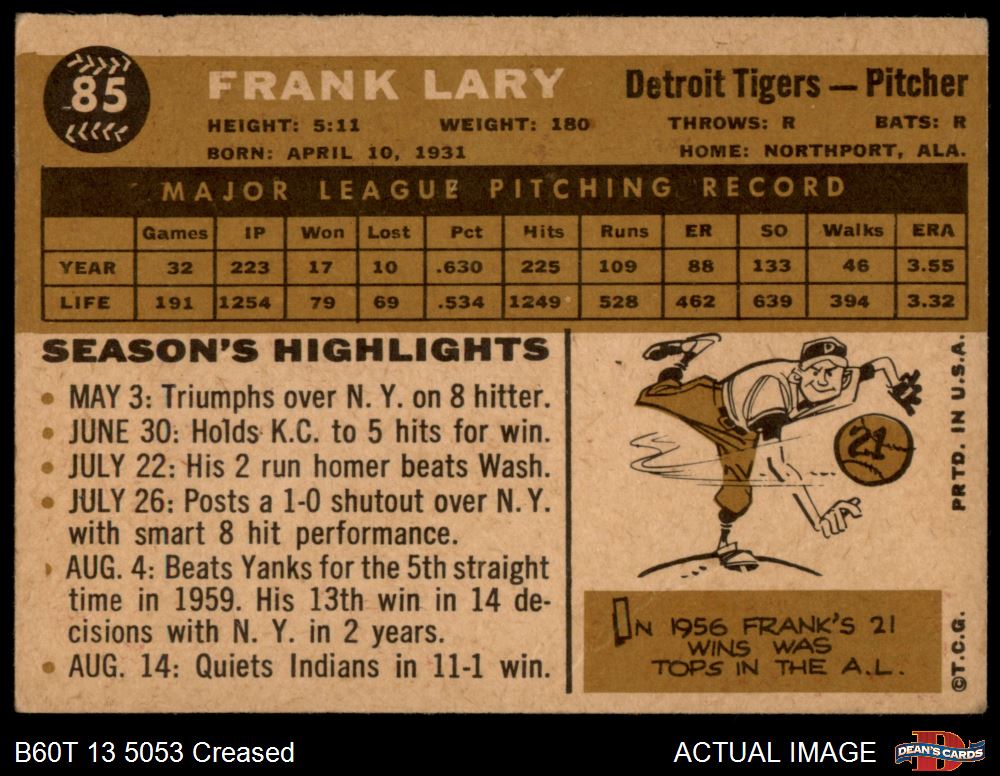 85
FRANK LARY
Detroit Tigers — Pitcher
HEIGHT: 5:11 WEIGHT: 180 THROWS: R BATS: R
BORN: APRIL 10, 1931 HOME: NORTHPORT, ALA.
MAJOR LEAGUE PITCHING RECORD
Games IP Won Lost Pct Hits Runs ER SO Walks ERA
YEAR 32 223 17 10 .630 225 109 88 133 46 3.55
LIFE 191 1254 79 69 .534 1249 528 462 639 394 3.32
SEASON'S HIGHLIGHTS
• MAY 3: Triumphs over N. Y. on 8 hitter.
• JUNE 30: Holds K.C. to 5 hits for win.
• JULY 22: His 2 run homer beats Wash.
• JULY 26: Posts a 1-0 shutout over N. Y.
with smart 8 hit performance.
• AUG. 4: Beats Yanks for the 5th straight
time in 1959. His 13th win in 14 de-
cisions with N. Y. in 2 years.
• AUG. 14: Quiets Indians in 11-1 win.
D
21
IN 1956 FRANK'S 21
WINS WAS
TOPS IN THE A.L.
PRTD. IN U.S.A.
©T.C.G.
B60T 13 5053 Creased
ACTUAL IMAGE
DEAN'S CARDS